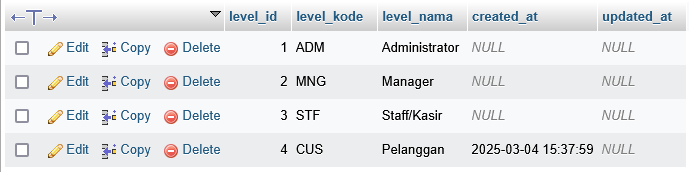 level_id level_kode level_nama created_at updated_at
Edit Copy Delete 1 ADM Administrator NULL NULL
Edit Copy Delete 2 MNG Manager NULL NULL
Edit Copy Delete 3 STF Staff/Kasir NULL NULL
Edit Copy Delete 4 CUS Pelanggan 2025-03-04 15:37:59 NULL